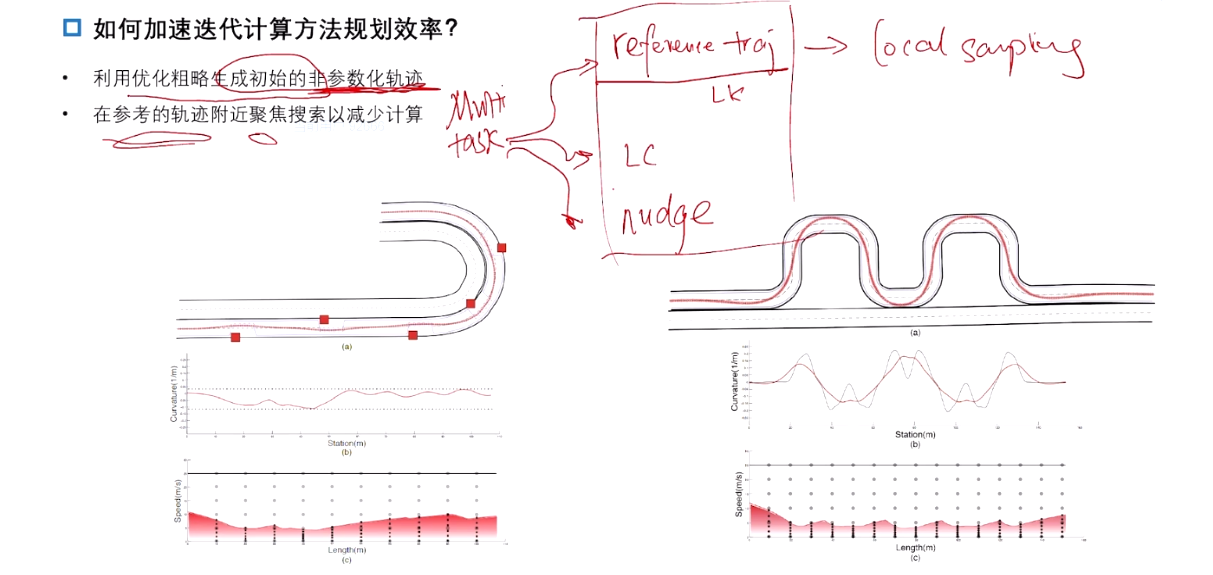 如何加速迭代计算方法规划效率?
• 利用优化粗略生成初始的非参数化轨迹
• 在参考的轨迹附近聚焦搜索以减少计算
Multi
task
reference traj → local sampling
LK
LC
nudge
(a)
Curvature(1/m)
Station(m)
(b)
Speed(m/s)
Length(m)
(c)
(a)
Curvature(1/m)
Station(m)
(b)
Speed(m/s)
Length(m)
(c)